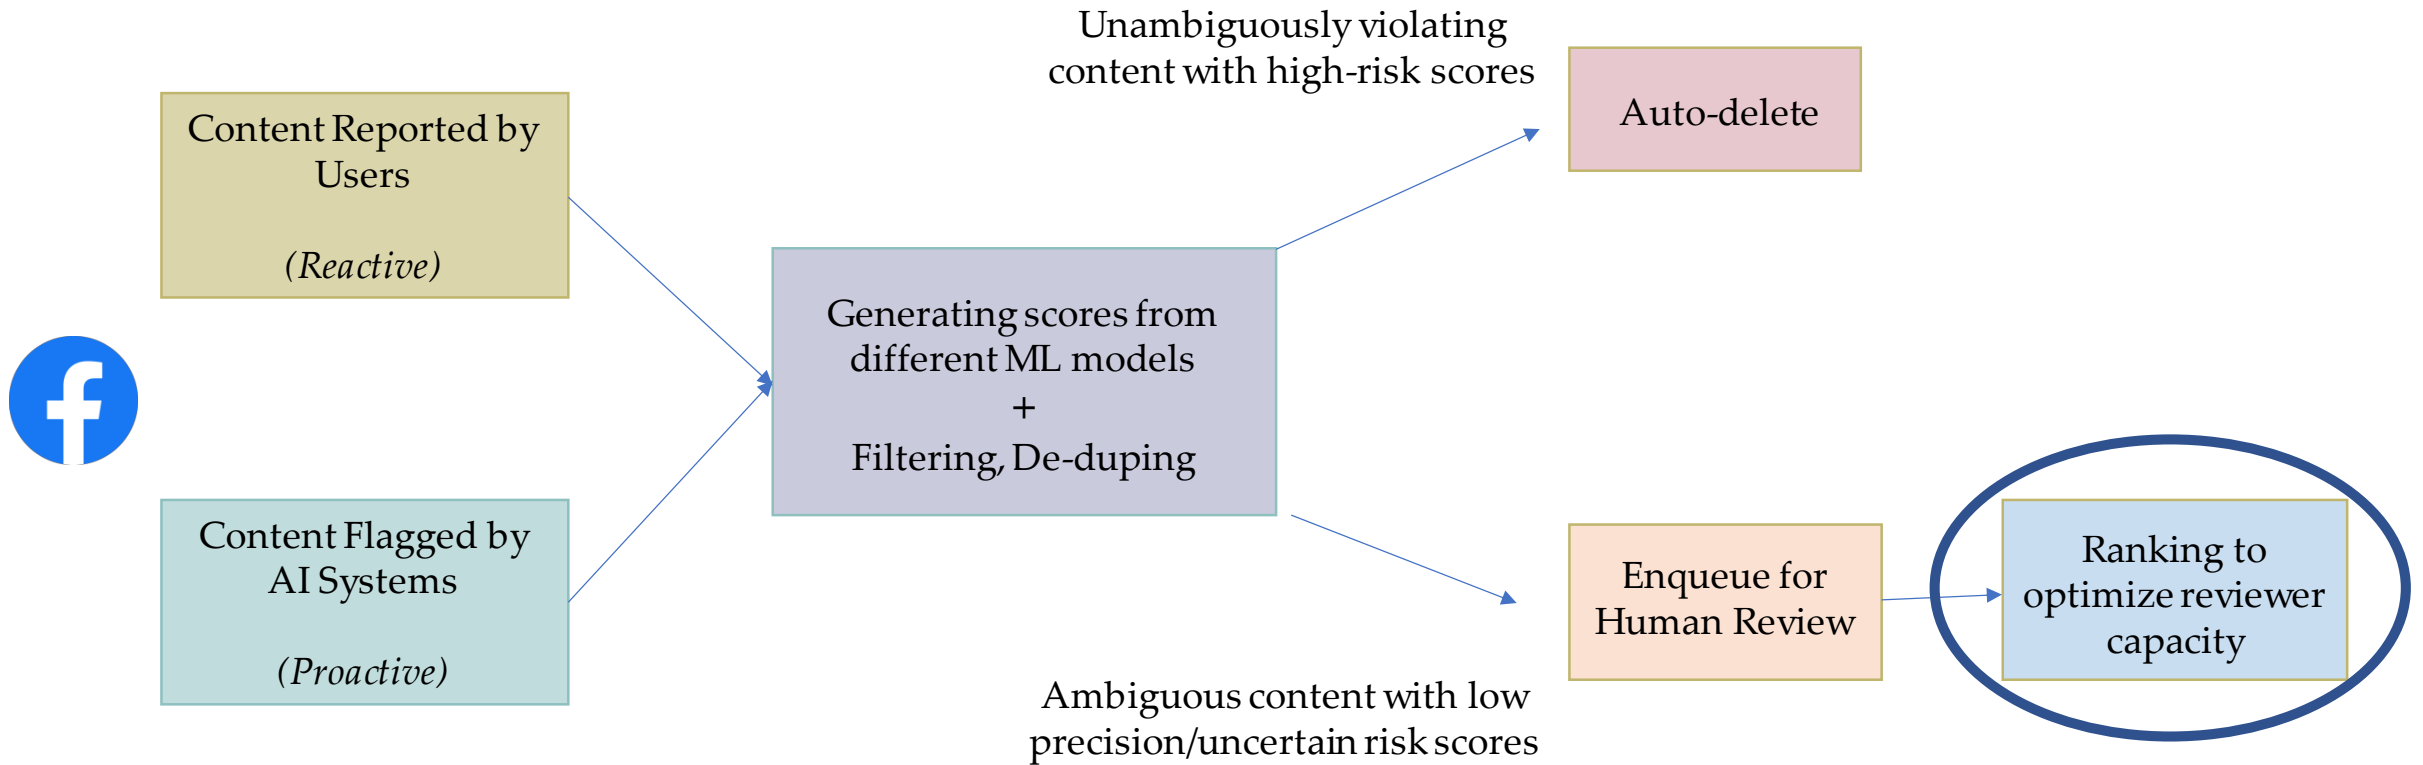 Content Reported by
Users
(Reactive)
Content Flagged by
AI Systems
(Proactive)
Generating scores from
different ML models
+
Filtering, De-duping
Unambiguously violating
content with high-risk scores
Auto-delete
Ambiguous content with low
precision/uncertain risk scores
Enqueue for
Human Review
Ranking to
optimize reviewer
capacity